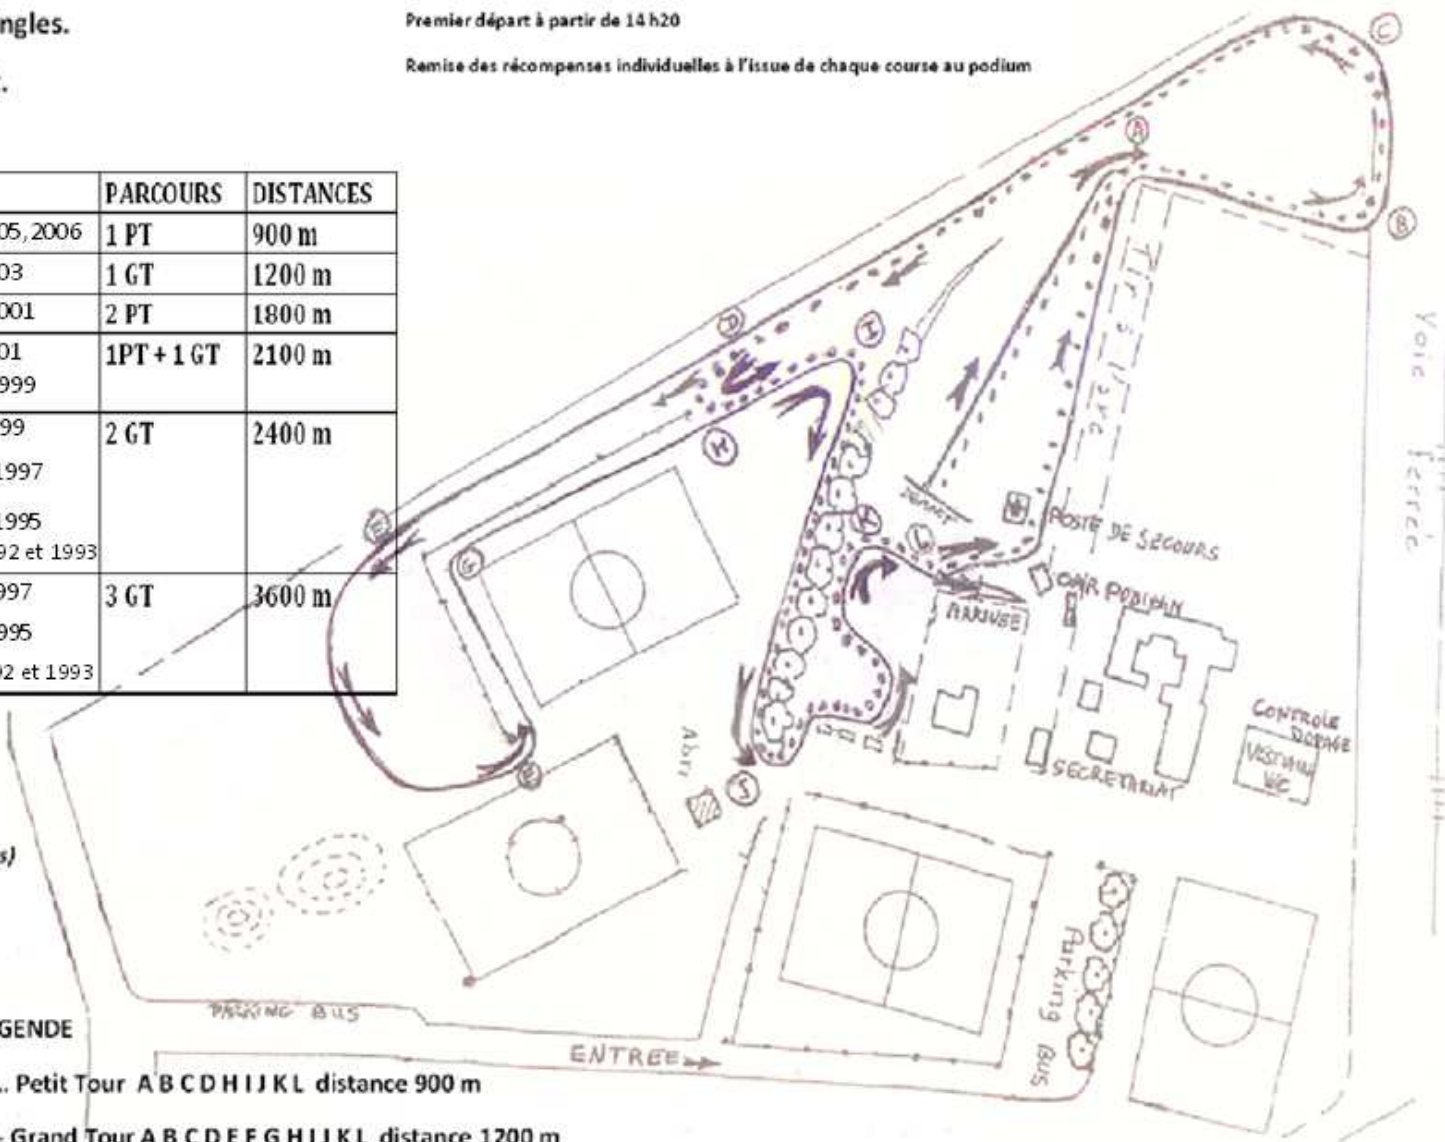 ngles.
Premier départ à partir de 14 h20
Remise des récompenses individuelles à l'issue de chaque course au podium
PARCOURS DISTANCES
05,2006 1 PT 900 m
03 1 GT 1200 m
001 2 PT 1800 m
01 1PT + 1 GT 2100 m
999
99 2 GT 2400 m
1997
1995
92 et 1993
997 3 GT 3600 m
995
92 et 1993
s)
C
A
B
D
I
H
G
K
L
J
Tir à l'arc
Voie Ferrée
DEPART
POSTE DE SECOURS
CAR PODIUM
ARRIVEE
CONTROLE DOPAGE
VESTIAIRE
WC
SECRETARIAT
Abri
PARKING BUS
ENTREE
Parking BUS
GENDE
.. Petit Tour A B C D H I J K L distance 900 m
- Grand Tour A B C D E F G H I J K L distance 1200 m